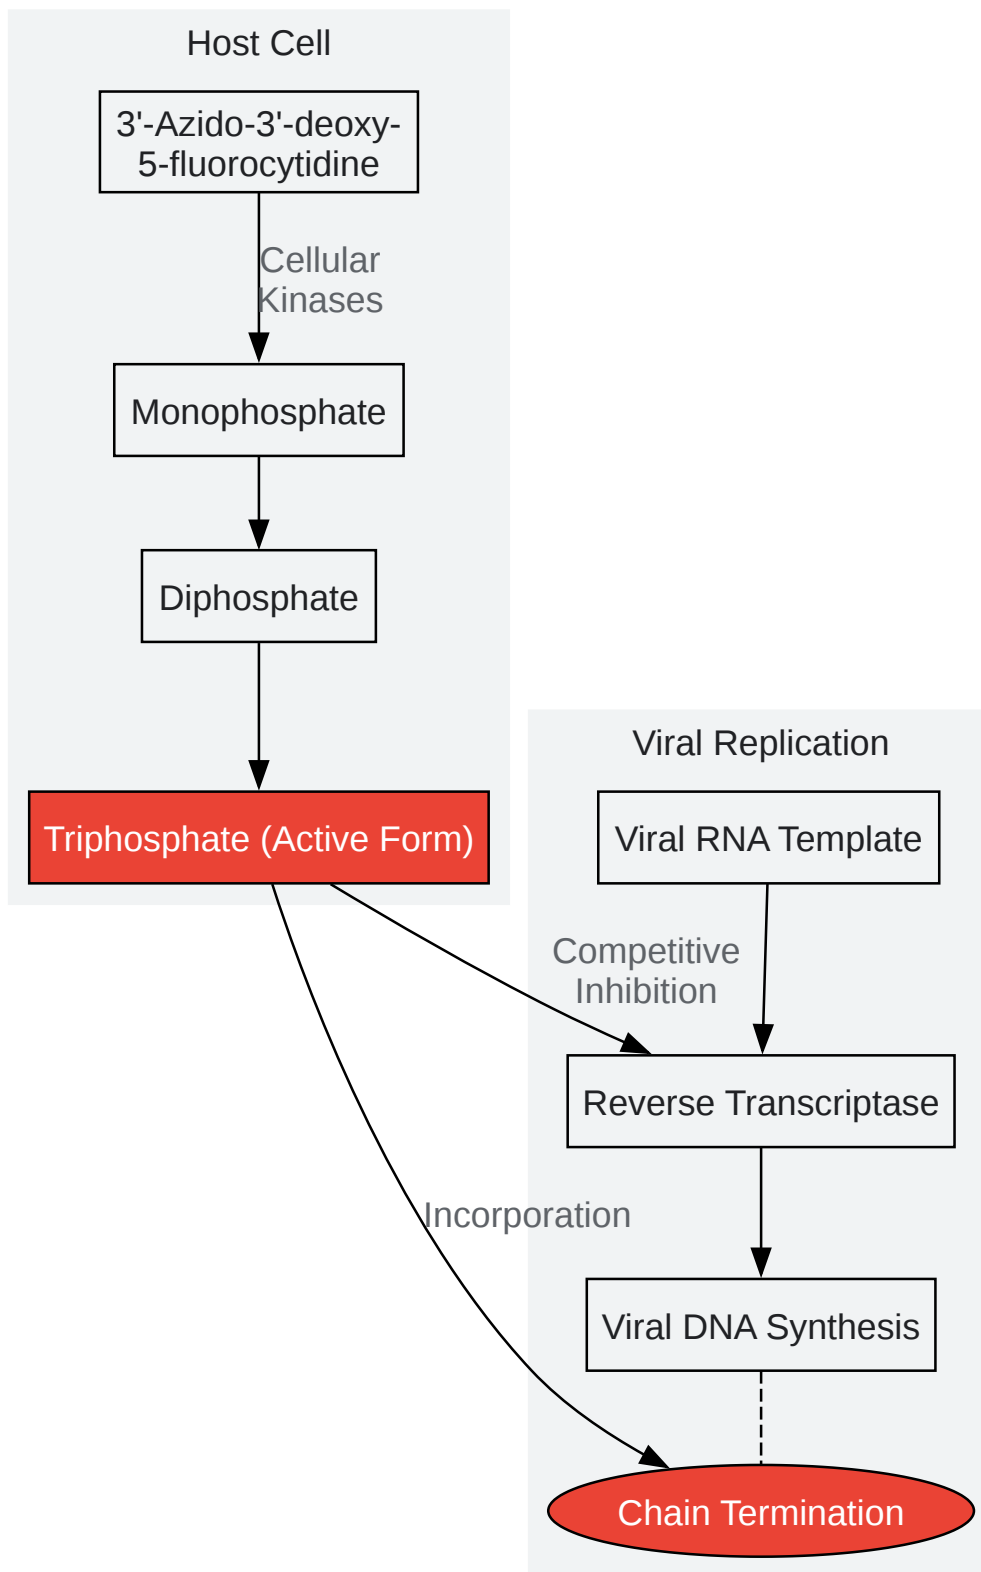 Host Cell
3'-Azido-3'-deoxy-
5-fluorocytidine
Cellular
Kinases
Monophosphate
Diphosphate
Triphosphate (Active Form)
Viral Replication
Viral RNA Template
Competitive
Inhibition
Reverse Transcriptase
Incorporation
Viral DNA Synthesis
Chain Termination